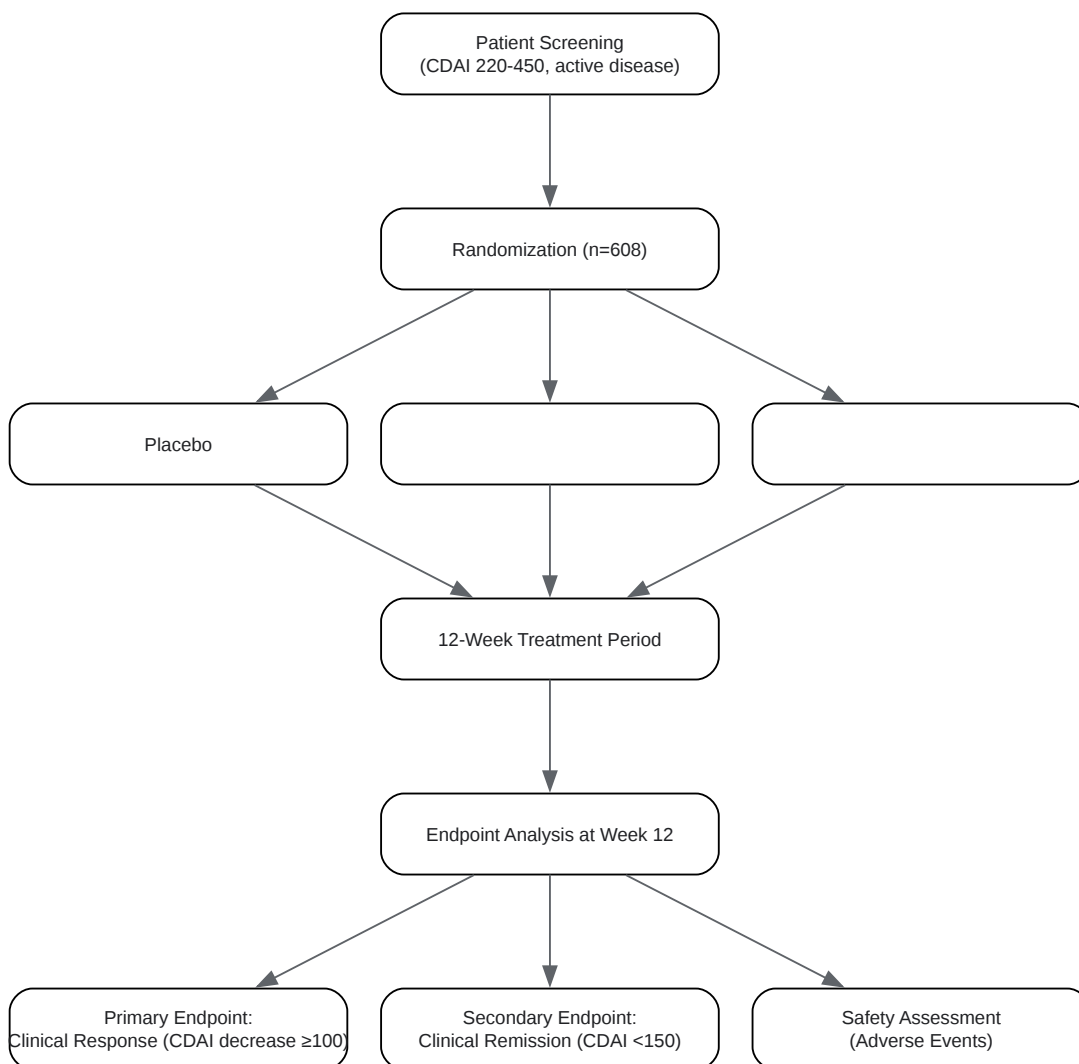 Patient Screening
(CDAI 220-450, active disease)
Randomization (n=608)
Placebo
12-Week Treatment Period
Endpoint Analysis at Week 12
Primary Endpoint:
Clinical Response (CDAI decrease ≥100)
Secondary Endpoint:
Clinical Remission (CDAI <150)
Safety Assessment
(Adverse Events)